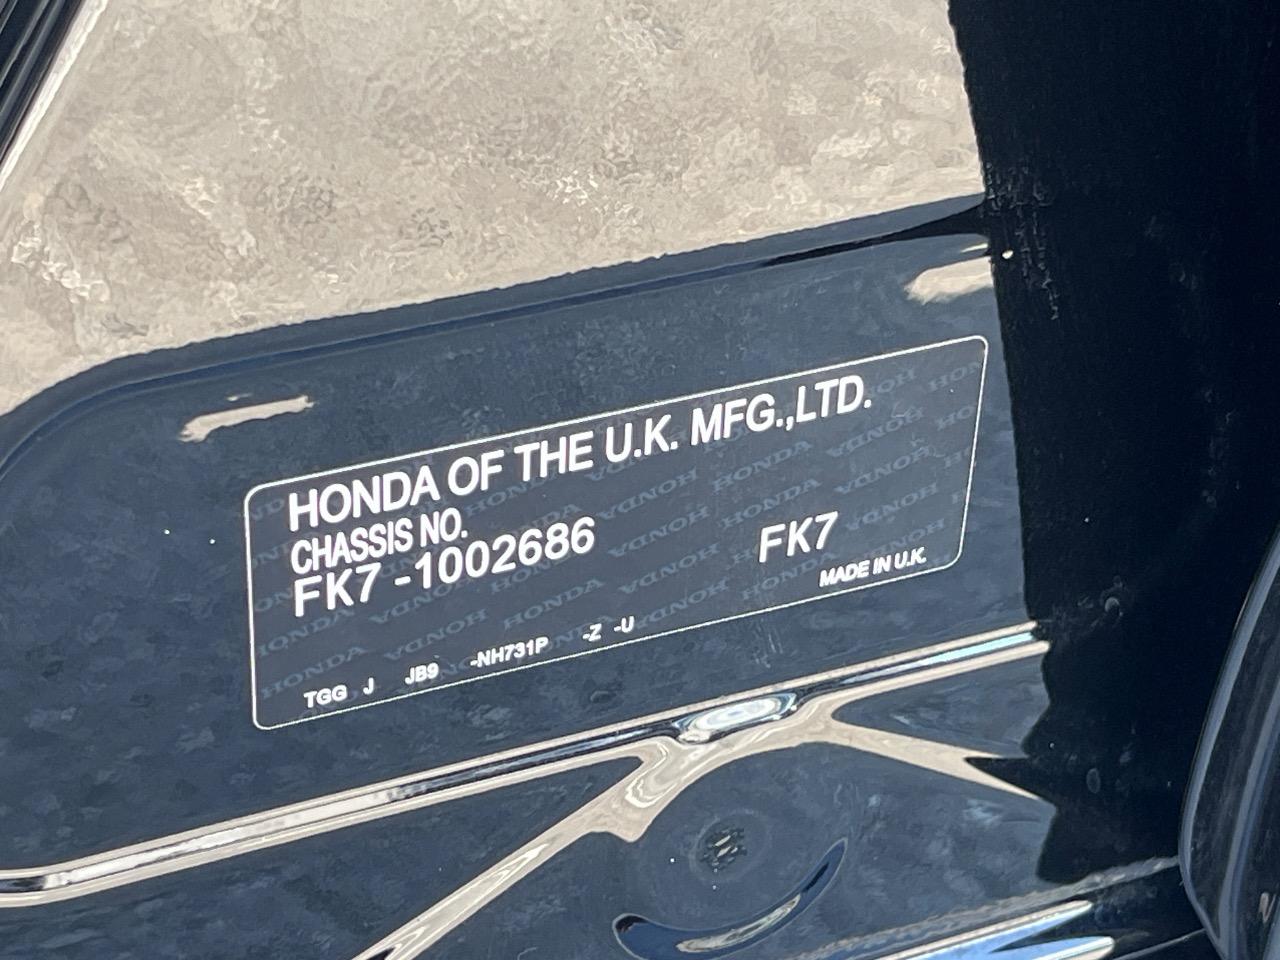 HONDA OF THE U.K. MFG.,LTD.
CHASSIS NO.
FK7 -1002686 FK7
MADE IN U.K.
TGG J JB9 -NH731P -Z -U